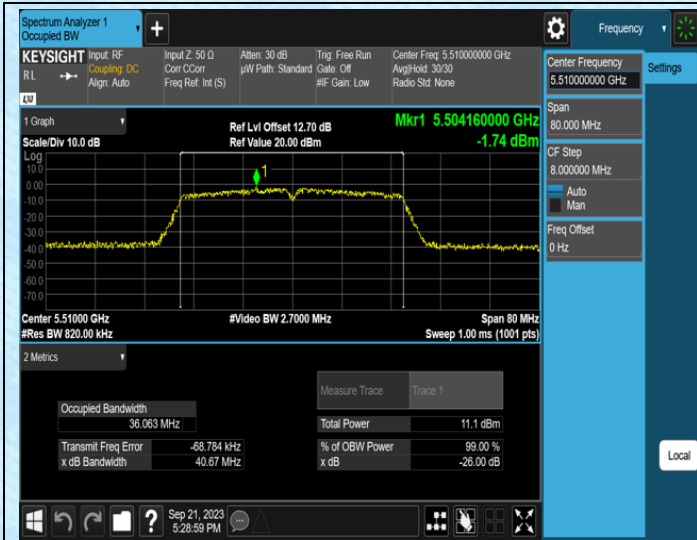 Spectrum Analyzer 1
Occupied BW
+
Frequency
KEYSIGHT
RL
LXI
Input: RF
Coupling: DC
Align: Auto
Input Z: 50 Ω
Corr CCorr
Freq Ref: Int (S)
Atten: 30 dB
µW Path: Standard
Trig: Free Run
Gate: Off
#IF Gain: Low
Center Freq: 5.510000000 GHz
Avg|Hold: 30/30
Radio Std: None
Center Frequency
5.510000000 GHz
Settings
Span
80.000 MHz
CF Step
8.000000 MHz
Auto
Man
Freq Offset
0 Hz
Local
1 Graph
Scale/Div 10.0 dB
Ref Lvl Offset 12.70 dB
Ref Value 20.00 dBm
Mkr1 5.504160000 GHz
-1.74 dBm
Log
10.0
0.00
-10.0
-20.0
-30.0
-40.0
-50.0
-60.0
-70.0
1
Center 5.51000 GHz
#Res BW 820.00 kHz
#Video BW 2.7000 MHz
Span 80 MHz
Sweep 1.00 ms (1001 pts)
2 Metrics
Measure Trace
Trace 1
Occupied Bandwidth
36.063 MHz
Total Power
11.1 dBm
Transmit Freq Error
-68.784 kHz
% of OBW Power
99.00 %
x dB Bandwidth
40.67 MHz
x dB
-26.00 dB
?
Sep 21, 2023
5:28:59 PM